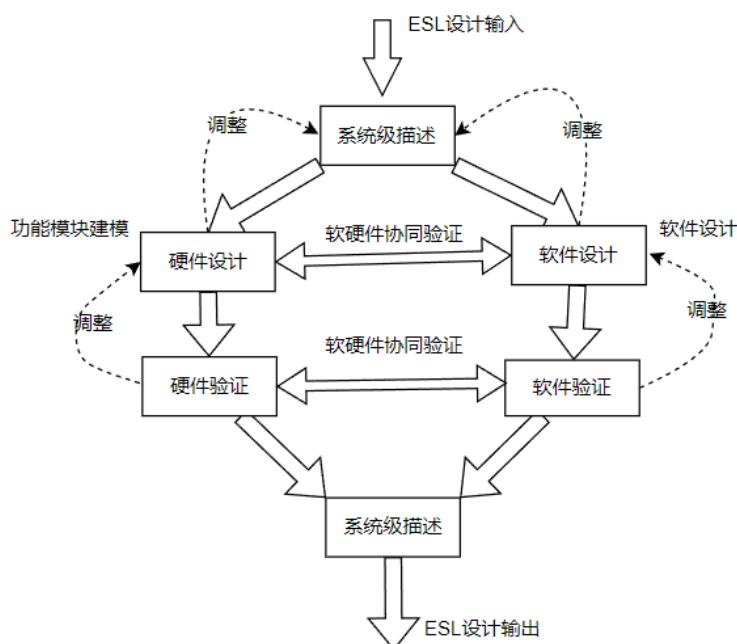 ESL设计输入
调整
调整
系统级描述
功能模块建模
软硬件协同验证
软件设计
硬件设计
软件设计
调整
调整
软硬件协同验证
硬件验证
软件验证
系统级描述
ESL设计输出